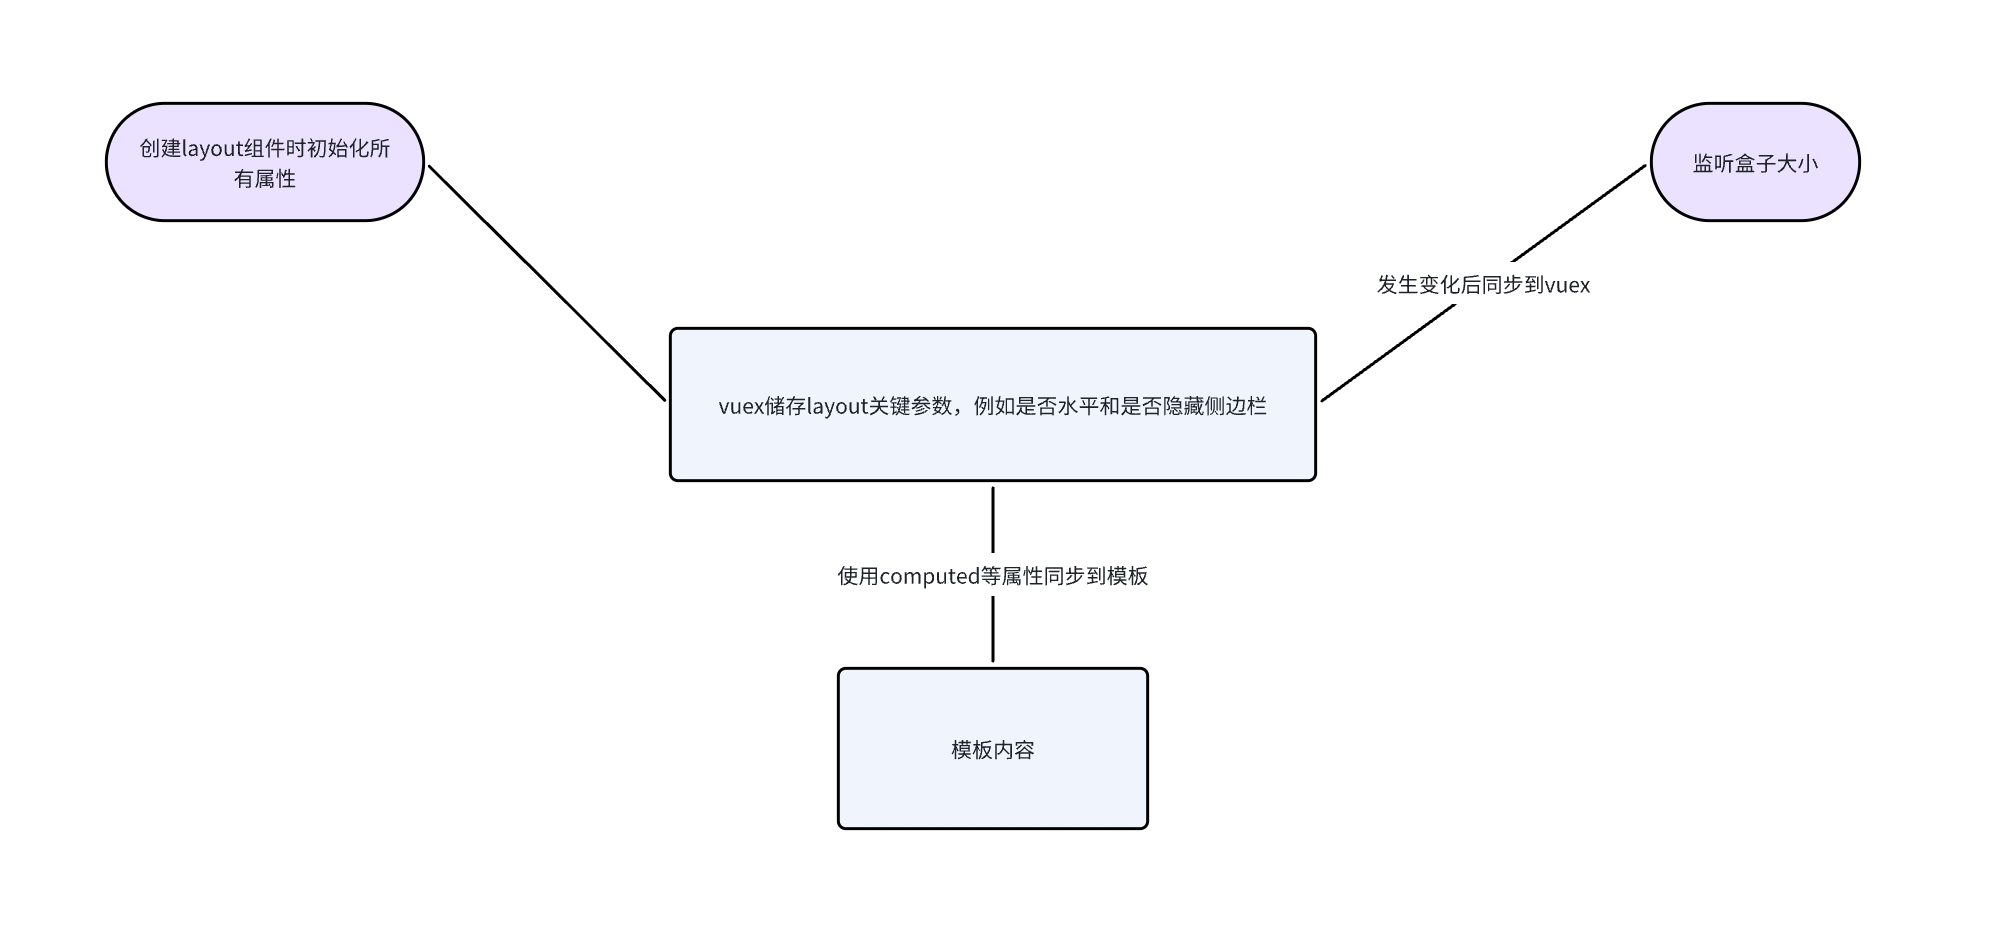 创建layout组件时初始化所
有属性
监听盒子大小
发生变化后同步到vuex
vuex储存layout关键参数，例如是否水平和是否隐藏侧边栏
使用computed等属性同步到模板
模板内容